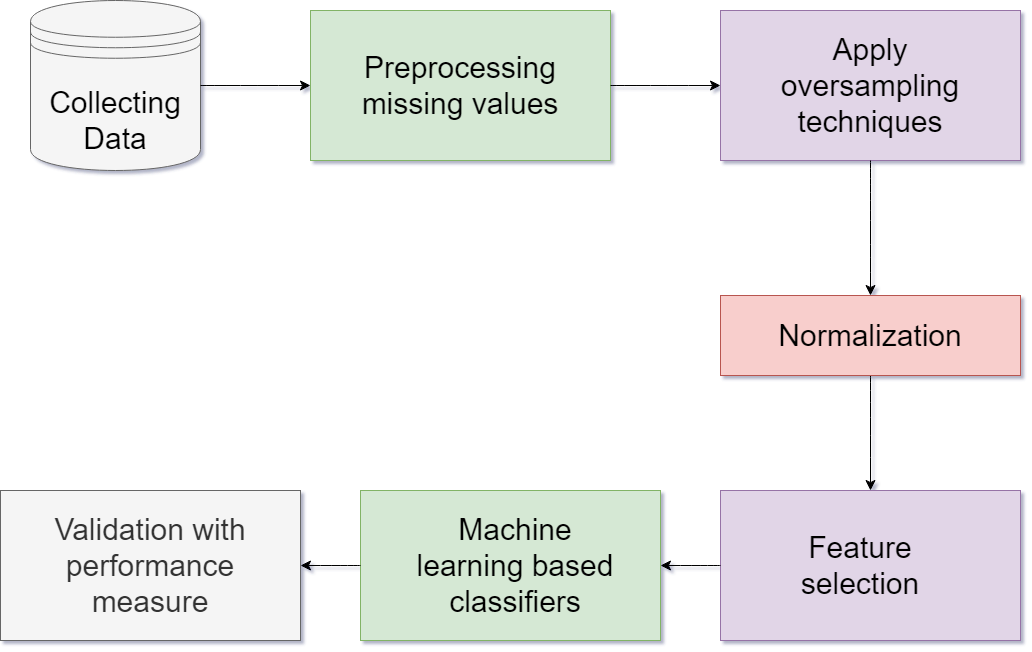 Collecting
Data
Preprocessing
missing values
Apply
oversampling
techniques
Normalization
Feature
selection
Machine
learning based
classifiers
Validation with
performance
measure